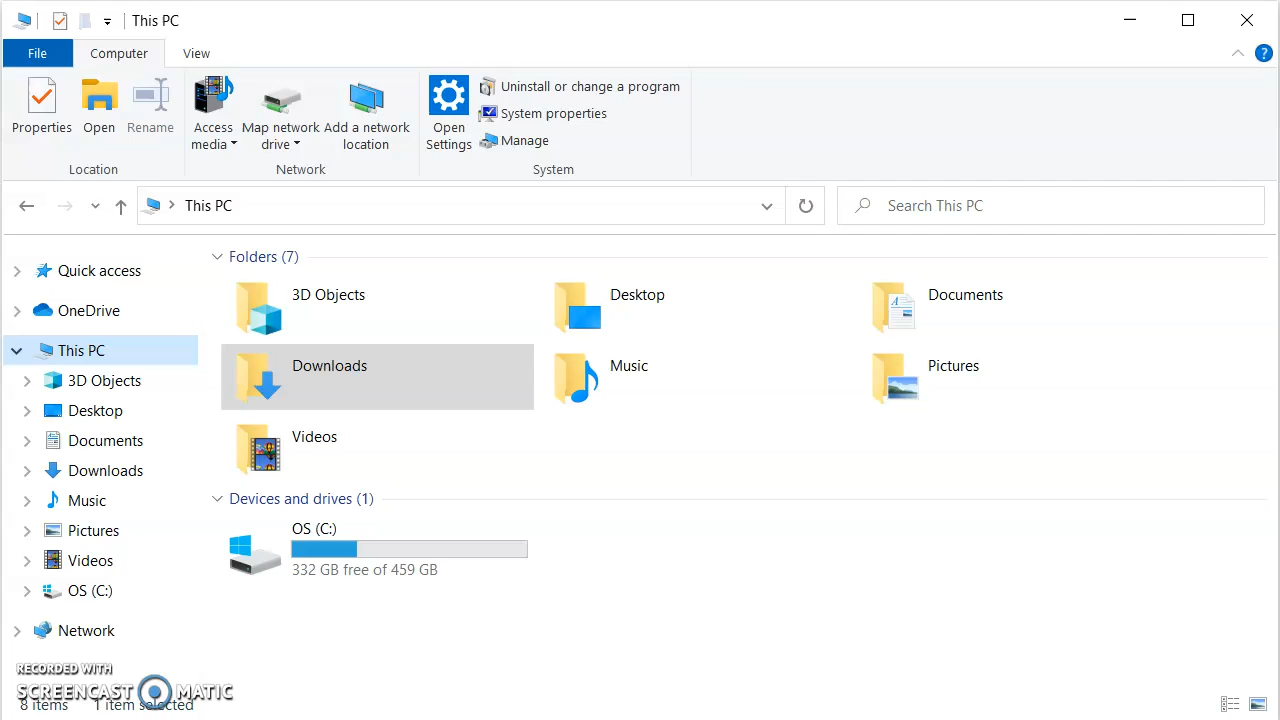 This PC
File
Computer
View
Properties
Open
Rename
Access
media
Map network
drive
Add a network
location
Open
Settings
Uninstall or change a program
System properties
Manage
Location
Network
System
This PC
Search This PC
Quick access
OneDrive
This PC
3D Objects
Desktop
Documents
Downloads
Music
Pictures
Videos
OS (C:)
Network
Folders (7)
3D Objects
Desktop
Documents
Downloads
Music
Pictures
Videos
Devices and drives (1)
OS (C:)
332 GB free of 459 GB
RECORDED WITH
SCREENCAST MATIC
8 items 1 item selected